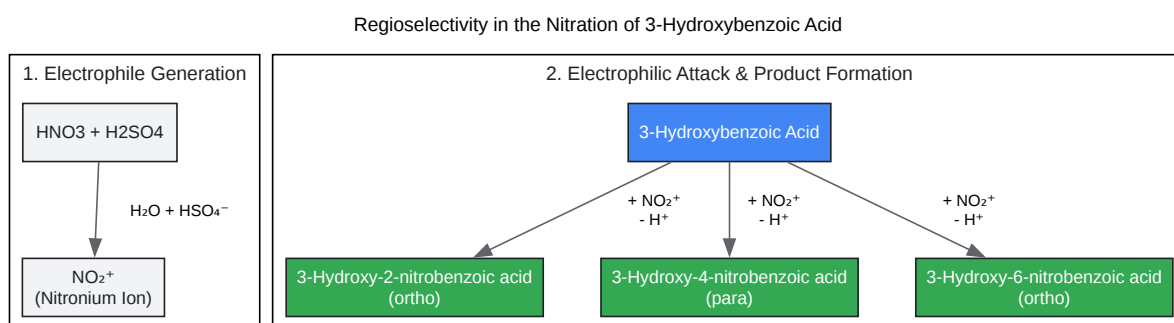 Regioselectivity in the Nitration of 3-Hydroxybenzoic Acid
1. Electrophile Generation
HNO3 + H2SO4
H₂O + HSO₄⁻
NO₂⁺
(Nitronium Ion)
2. Electrophilic Attack & Product Formation
3-Hydroxybenzoic Acid
+ NO₂⁺
- H⁺
+ NO₂⁺
- H⁺
+ NO₂⁺
- H⁺
3-Hydroxy-2-nitrobenzoic acid
(ortho)
3-Hydroxy-4-nitrobenzoic acid
(para)
3-Hydroxy-6-nitrobenzoic acid
(ortho)